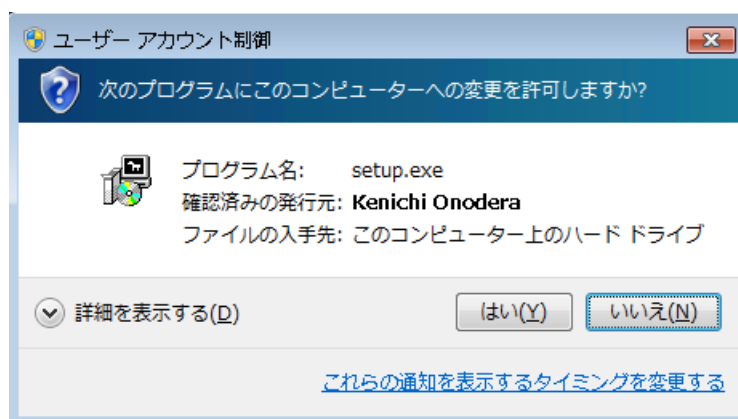 ユーザー アカウント制御
次のプログラムにこのコンピューターへの変更を許可しますか?
プログラム名: setup.exe
確認済みの発行元: Kenichi Onodera
ファイルの入手先: このコンピューター上のハード ドライブ
詳細を表示する(D) はい(Y) いいえ(N)
これらの通知を表示するタイミングを変更する